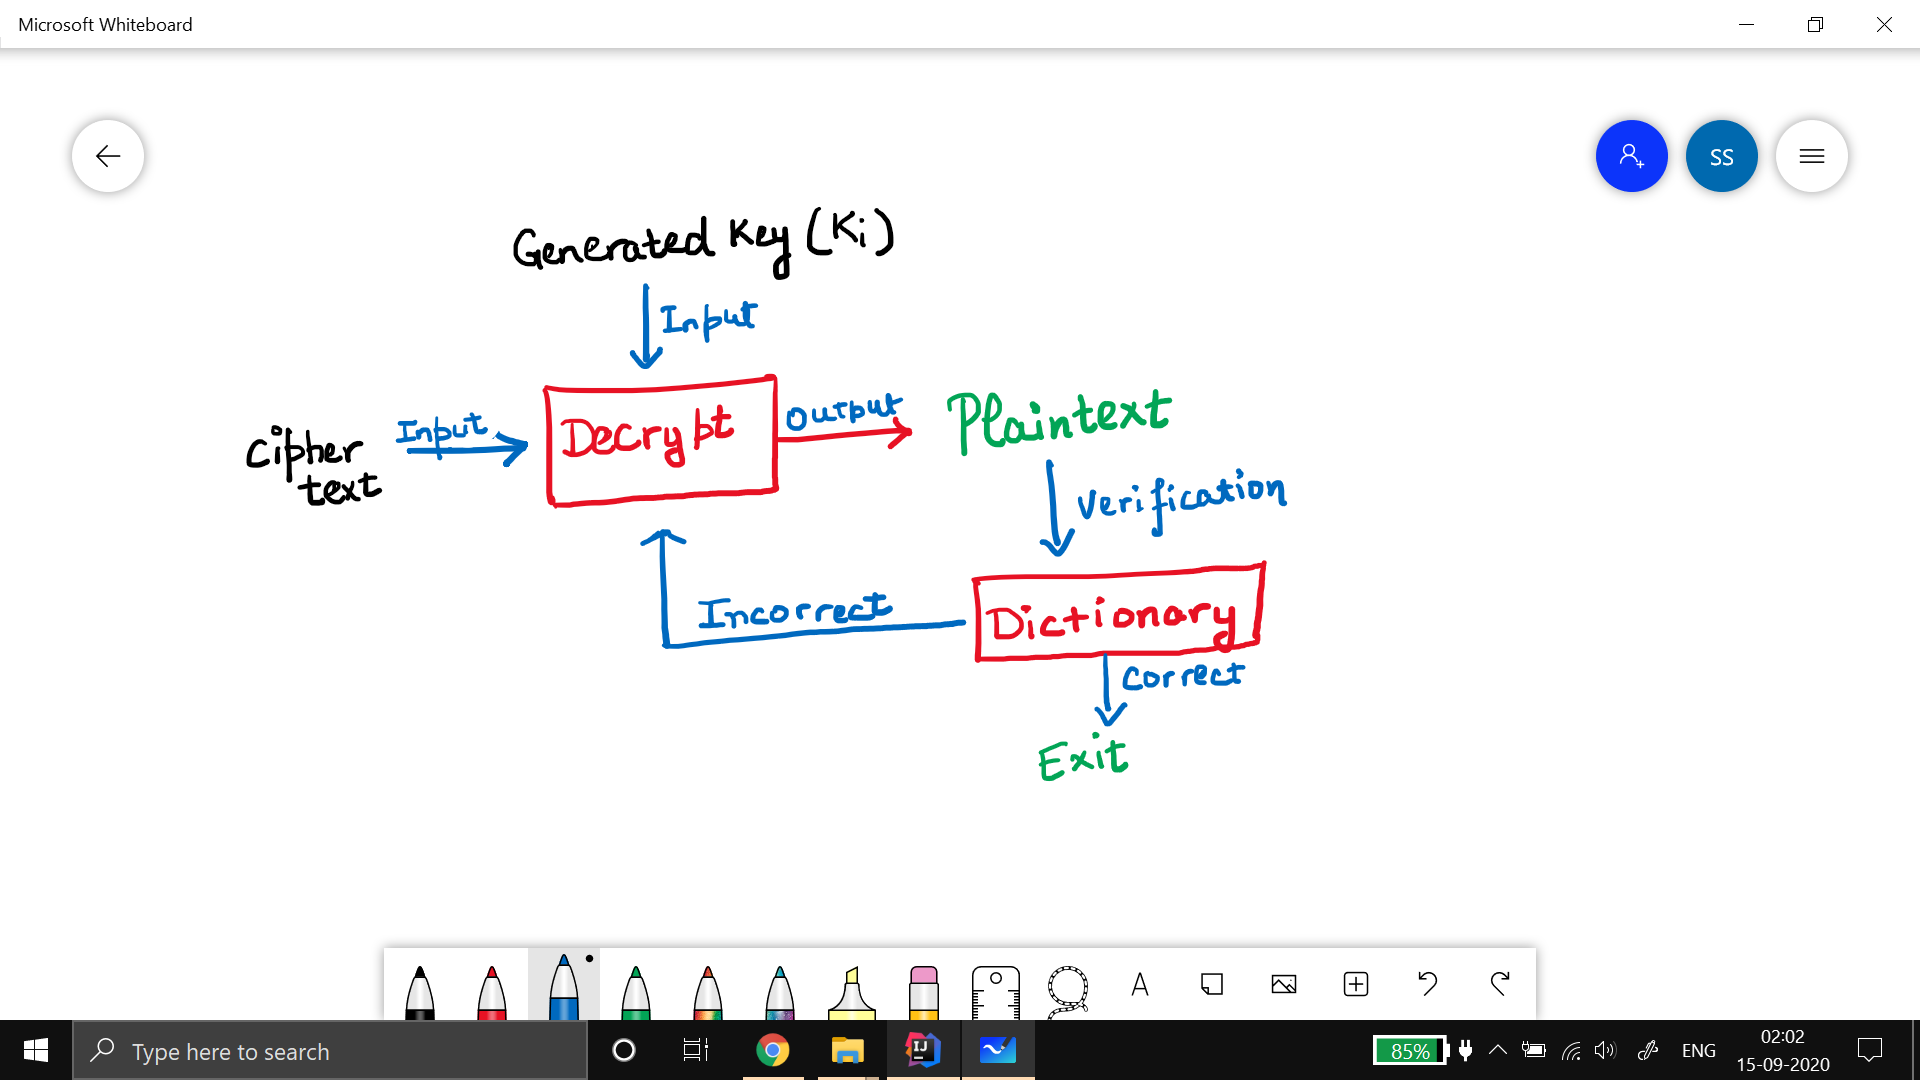 Microsoft Whiteboard
SS
Generated Key (Ki)
Input
Cipher
text
Input
Decrypt
Output
Plaintext
Verification
Dictionary
Incorrect
Correct
Exit
A
Type here to search
IJ
85%
ENG
02:02
15-09-2020